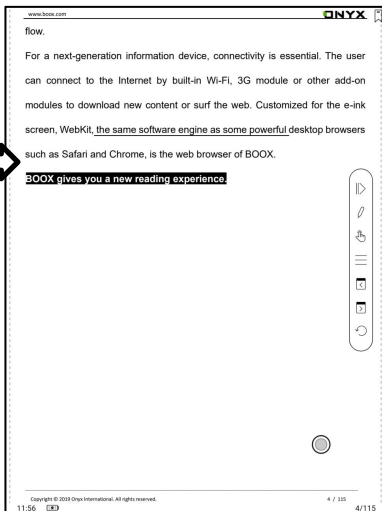 www.boox.com
ONYX
flow.
For a next-generation information device, connectivity is essential. The user
can connect to the Internet by built-in Wi-Fi, 3G module or other add-on
modules to download new content or surf the web. Customized for the e-ink
screen, WebKit, the same software engine as some powerful desktop browsers
such as Safari and Chrome, is the web browser of BOOX.
BOOX gives you a new reading experience.
Copyright © 2019 Onyx International. All rights reserved.
4 / 115
11:56
4/115